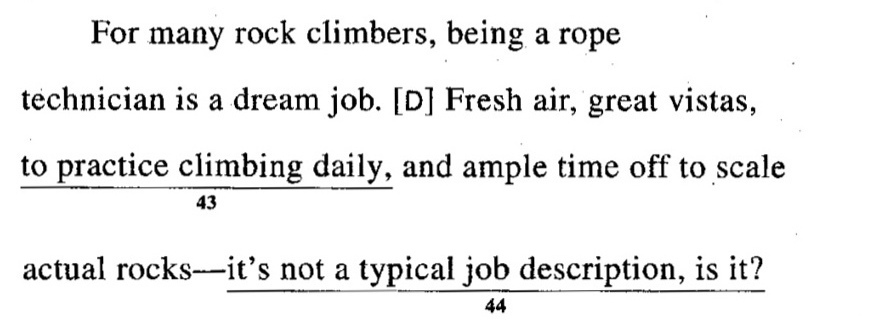 For many rock climbers, being a rope
technician is a dream job. [D] Fresh air, great vistas,
to practice climbing daily, and ample time off to scale
43
actual rocks—it's not a typical job description, is it?
44